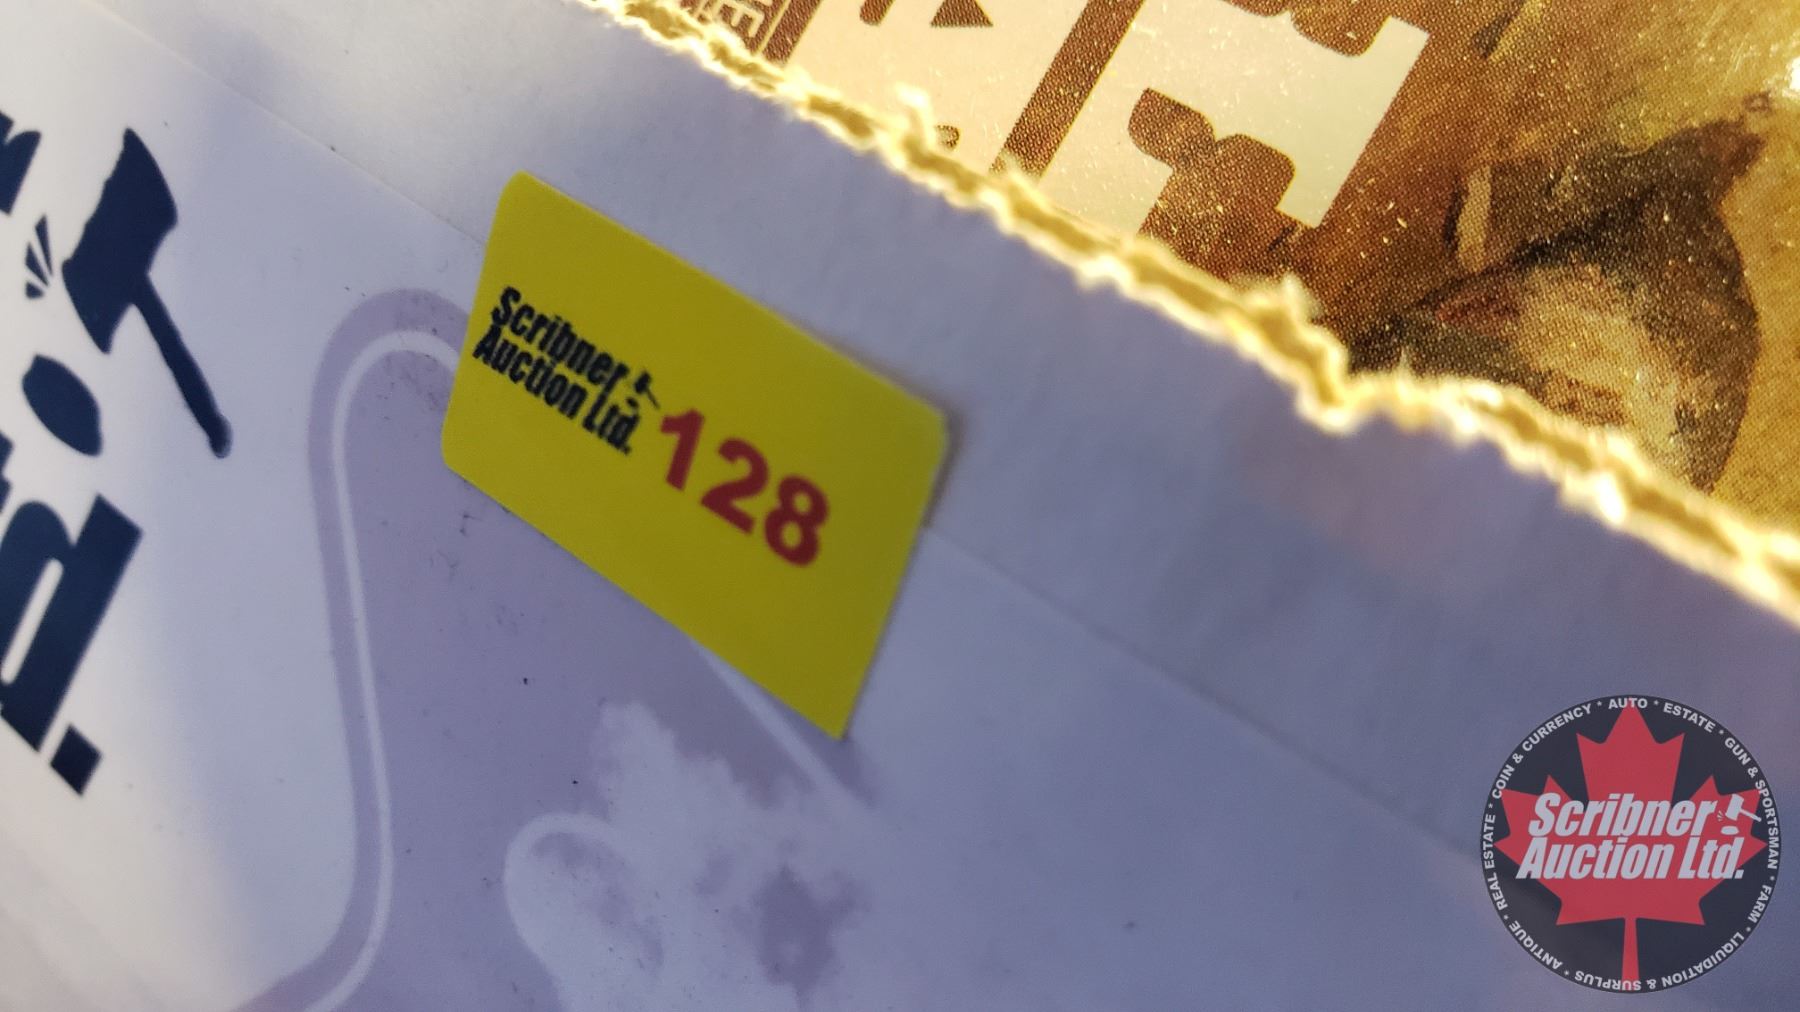 Scribner
Auction Ltd.
128
COIN & CURRENCY * AUTO * ESTATE * GUN & SPORTSMAN * FARM * LIQUIDATION & SURPLUS * ANTIQUE * REAL ESTATE *
Scribner
Auction Ltd.